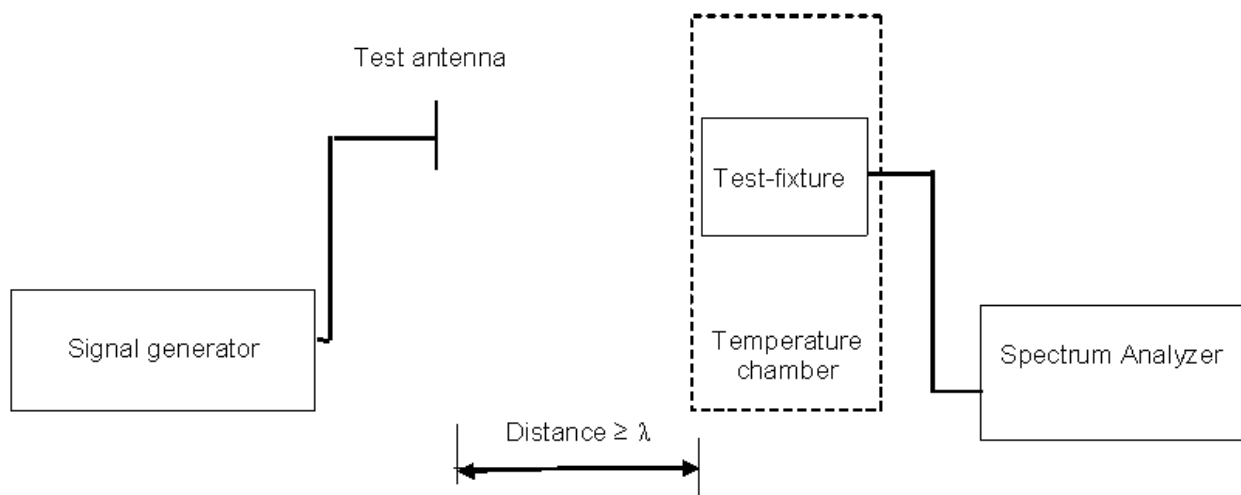 Test antenna
Test-fixture
Signal generator
Temperature
chamber
Spectrum Analyzer
Distance ≥ λ